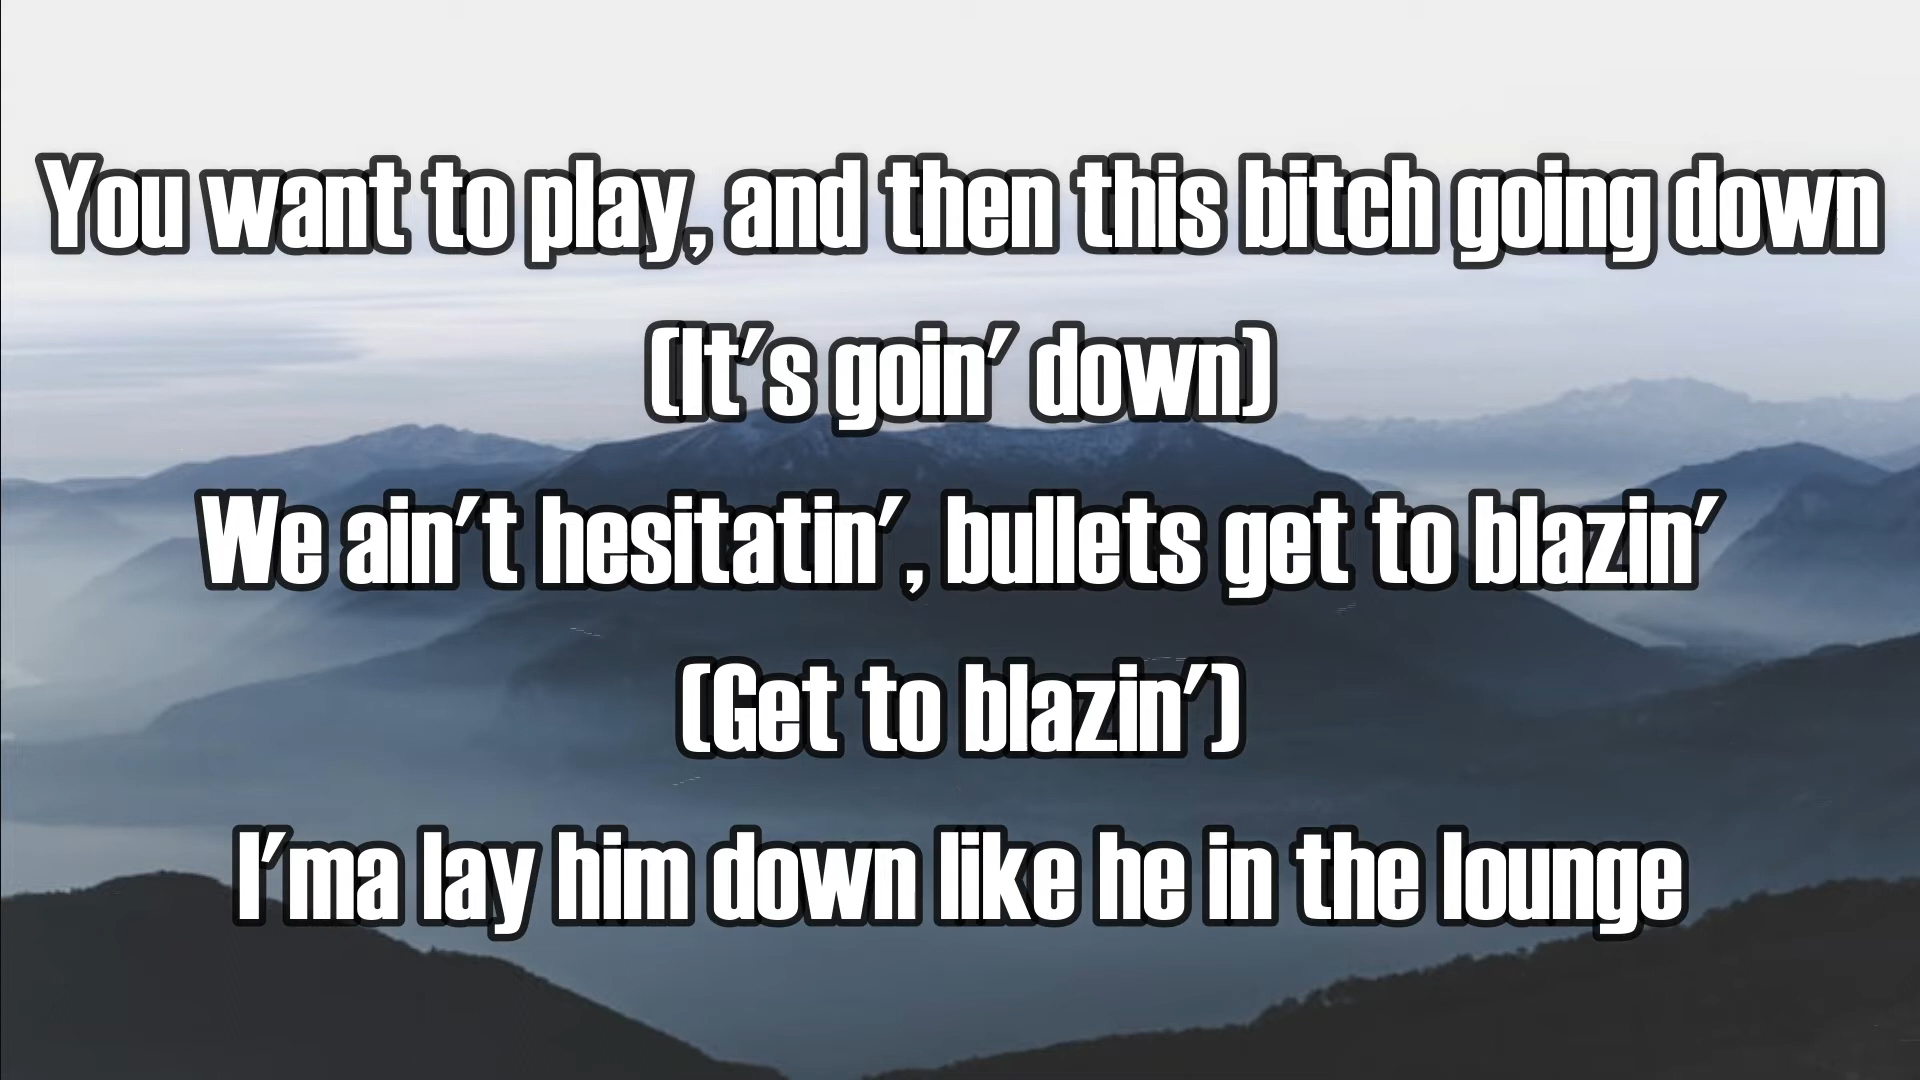 You want to play, and then this bitch going down
(It's goin' down)
We ain't hesitatin', bullets get to blazin'
(Get to blazin')
I'ma lay him down like he in the lounge